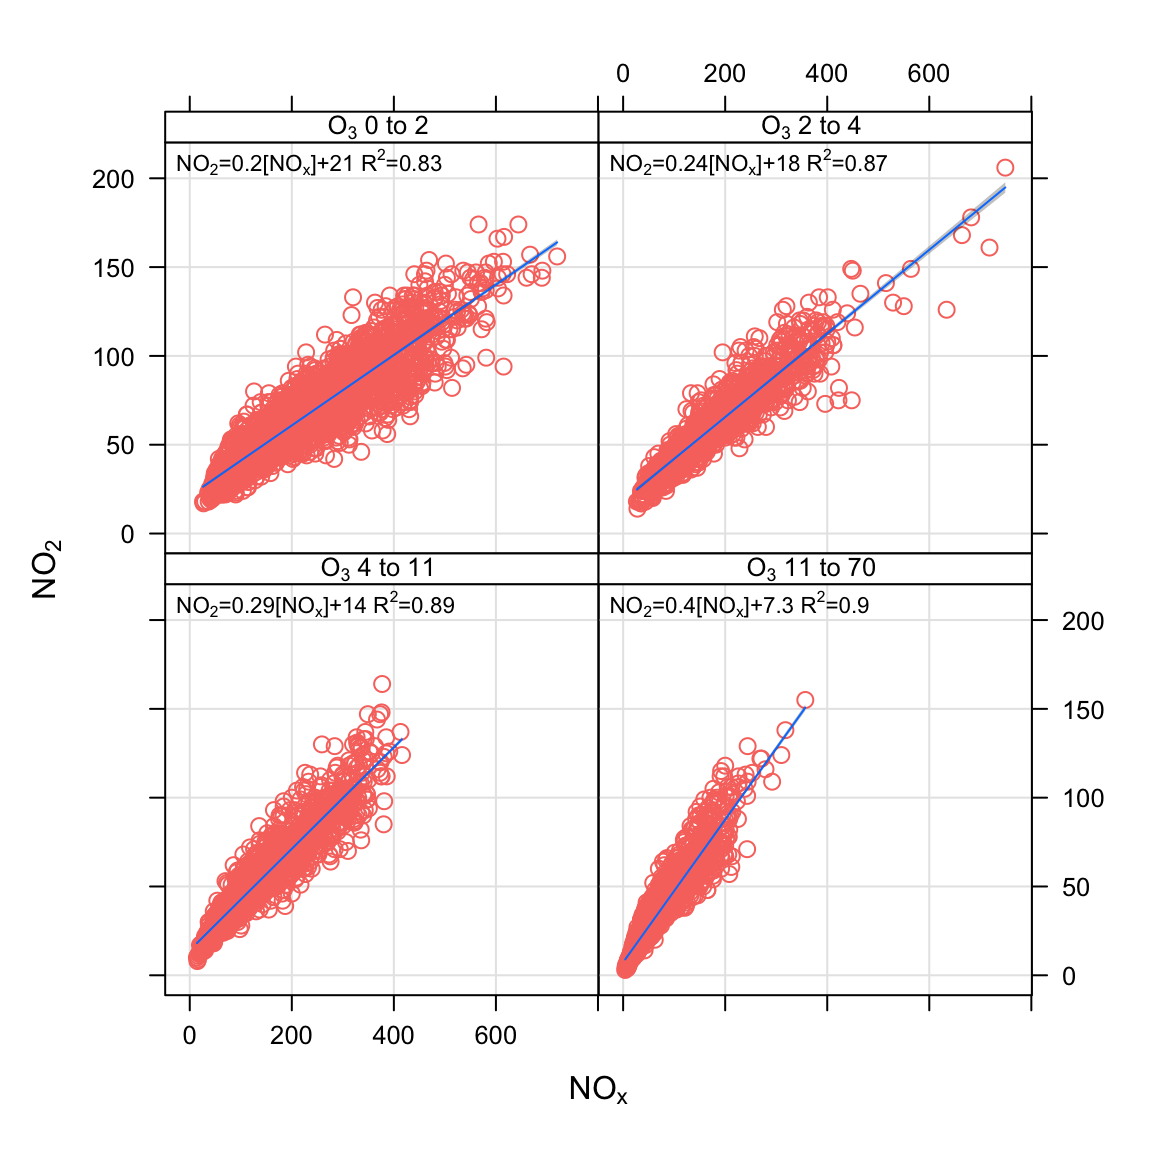 0 200 400 600
O₃ 0 to 2 O₃ 2 to 4
NO₂=0.2[NOₓ]+21 R²=0.83 NO₂=0.24[NOₓ]+18 R²=0.87
200
150
100
50
0
NO₂
O₃ 4 to 11 O₃ 11 to 70
NO₂=0.29[NOₓ]+14 R²=0.89 NO₂=0.4[NOₓ]+7.3 R²=0.9
200
150
100
50
0
0 200 400 600
NOₓ